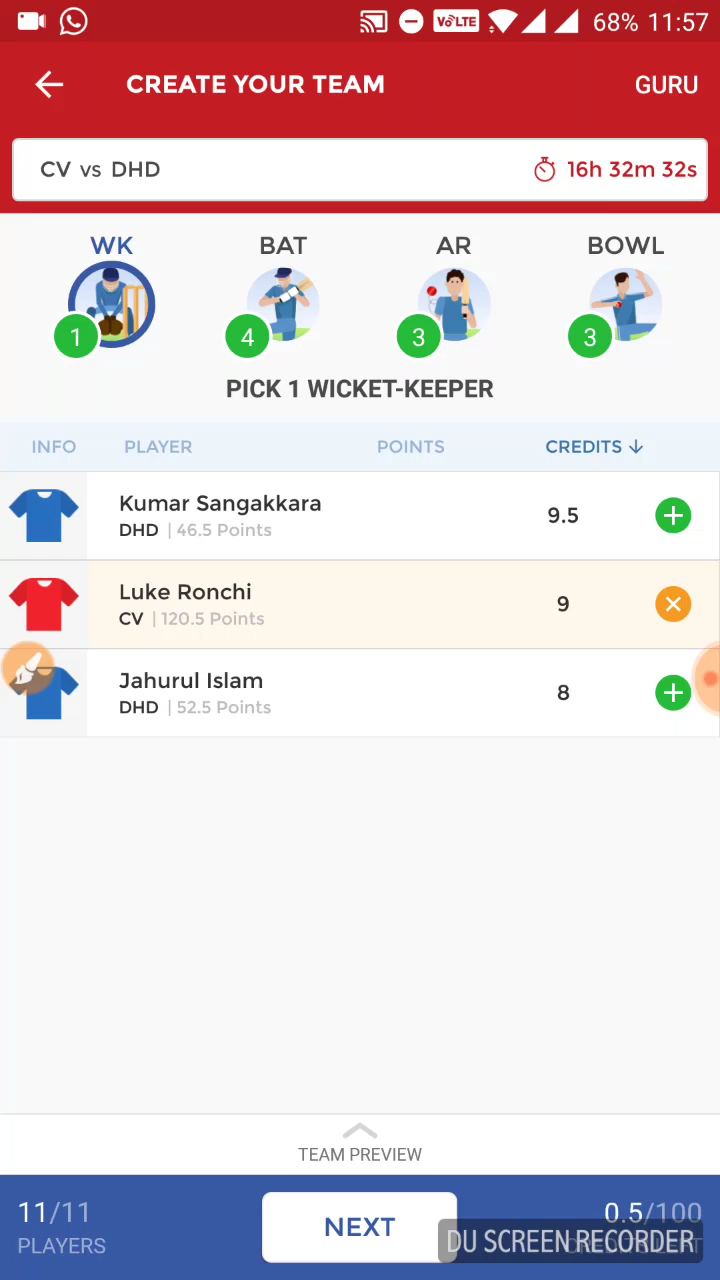 VoLTE 68% 11:57
CREATE YOUR TEAM GURU
CV vs DHD 16h 32m 32s
WK BAT AR BOWL
1 4 3 3
PICK 1 WICKET-KEEPER
INFO PLAYER POINTS CREDITS
Kumar Sangakkara 9.5
DHD | 46.5 Points
Luke Ronchi 9
CV | 120.5 Points
Jahurul Islam 8
DHD | 52.5 Points
TEAM PREVIEW
11/11 NEXT 0.5/100
PLAYERS CREDITS LEFT
DU SCREEN RECORDER